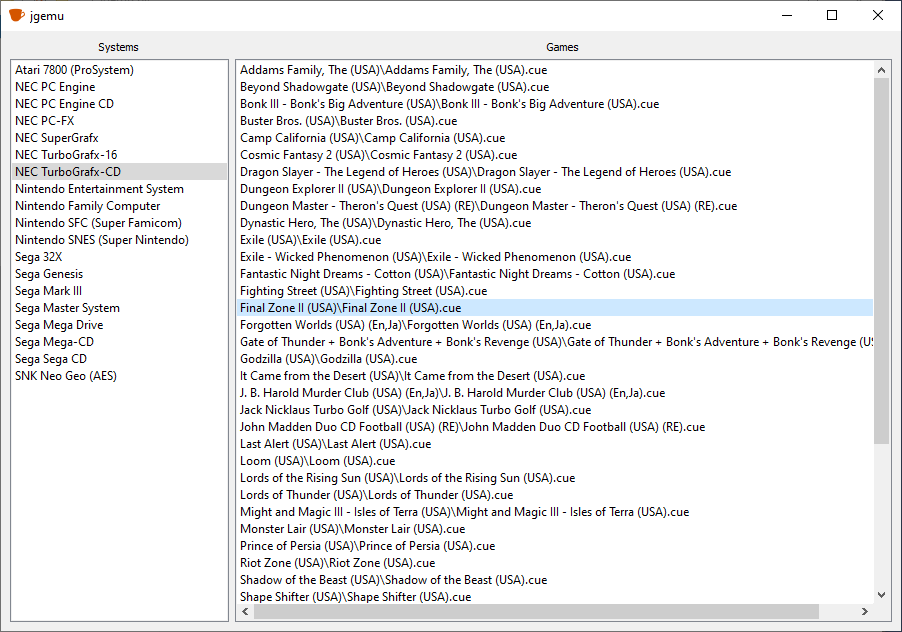 jgemu
Systems
Games
Atari 7800 (ProSystem)
NEC PC Engine
NEC PC Engine CD
NEC PC-FX
NEC SuperGrafx
NEC TurboGrafx-16
NEC TurboGrafx-CD
Nintendo Entertainment System
Nintendo Family Computer
Nintendo SFC (Super Famicom)
Nintendo SNES (Super Nintendo)
Sega 32X
Sega Genesis
Sega Mark III
Sega Master System
Sega Mega Drive
Sega Mega-CD
Sega Sega CD
SNK Neo Geo (AES)
Addams Family, The (USA)\Addams Family, The (USA).cue
Beyond Shadowgate (USA)\Beyond Shadowgate (USA).cue
Bonk III - Bonk's Big Adventure (USA)\Bonk III - Bonk's Big Adventure (USA).cue
Buster Bros. (USA)\Buster Bros. (USA).cue
Camp California (USA)\Camp California (USA).cue
Cosmic Fantasy 2 (USA)\Cosmic Fantasy 2 (USA).cue
Dragon Slayer - The Legend of Heroes (USA)\Dragon Slayer - The Legend of Heroes (USA).cue
Dungeon Explorer II (USA)\Dungeon Explorer II (USA).cue
Dungeon Master - Theron's Quest (USA) (RE)\Dungeon Master - Theron's Quest (USA) (RE).cue
Dynastic Hero, The (USA)\Dynastic Hero, The (USA).cue
Exile (USA)\Exile (USA).cue
Exile - Wicked Phenomenon (USA)\Exile - Wicked Phenomenon (USA).cue
Fantastic Night Dreams - Cotton (USA)\Fantastic Night Dreams - Cotton (USA).cue
Fighting Street (USA)\Fighting Street (USA).cue
Final Zone II (USA)\Final Zone II (USA).cue
Forgotten Worlds (USA) (En,Ja)\Forgotten Worlds (USA) (En,Ja).cue
Gate of Thunder + Bonk's Adventure + Bonk's Revenge (USA)\Gate of Thunder + Bonk's Adventure + Bonk's Revenge (US
Godzilla (USA)\Godzilla (USA).cue
It Came from the Desert (USA)\It Came from the Desert (USA).cue
J. B. Harold Murder Club (USA) (En,Ja)\J. B. Harold Murder Club (USA) (En,Ja).cue
Jack Nicklaus Turbo Golf (USA)\Jack Nicklaus Turbo Golf (USA).cue
John Madden Duo CD Football (USA) (RE)\John Madden Duo CD Football (USA) (RE).cue
Last Alert (USA)\Last Alert (USA).cue
Loom (USA)\Loom (USA).cue
Lords of the Rising Sun (USA)\Lords of the Rising Sun (USA).cue
Lords of Thunder (USA)\Lords of Thunder (USA).cue
Might and Magic III - Isles of Terra (USA)\Might and Magic III - Isles of Terra (USA).cue
Monster Lair (USA)\Monster Lair (USA).cue
Prince of Persia (USA)\Prince of Persia (USA).cue
Riot Zone (USA)\Riot Zone (USA).cue
Shadow of the Beast (USA)\Shadow of the Beast (USA).cue
Shape Shifter (USA)\Shape Shifter (USA).cue